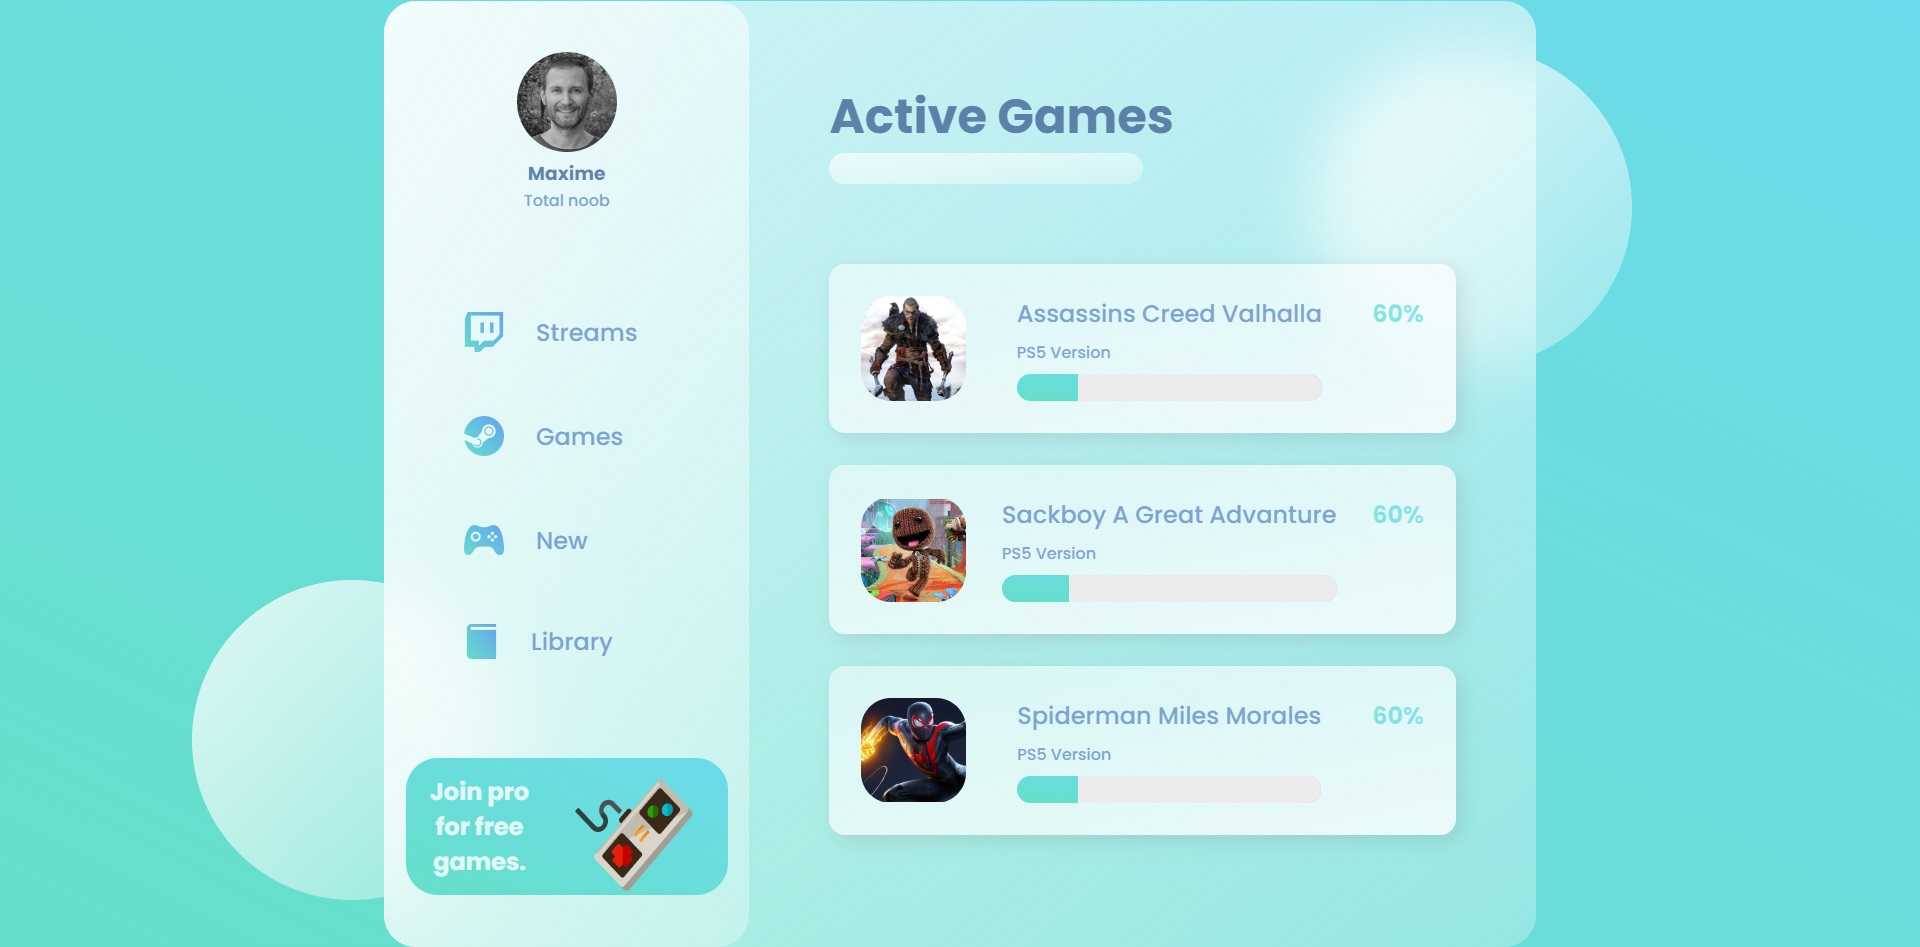 Maxime
Total noob
Streams
Games
New
Library
Join pro
for free
games.
Active Games
Assassins Creed Valhalla
60%
PS5 Version
Sackboy A Great Advanture
60%
PS5 Version
Spiderman Miles Morales
60%
PS5 Version